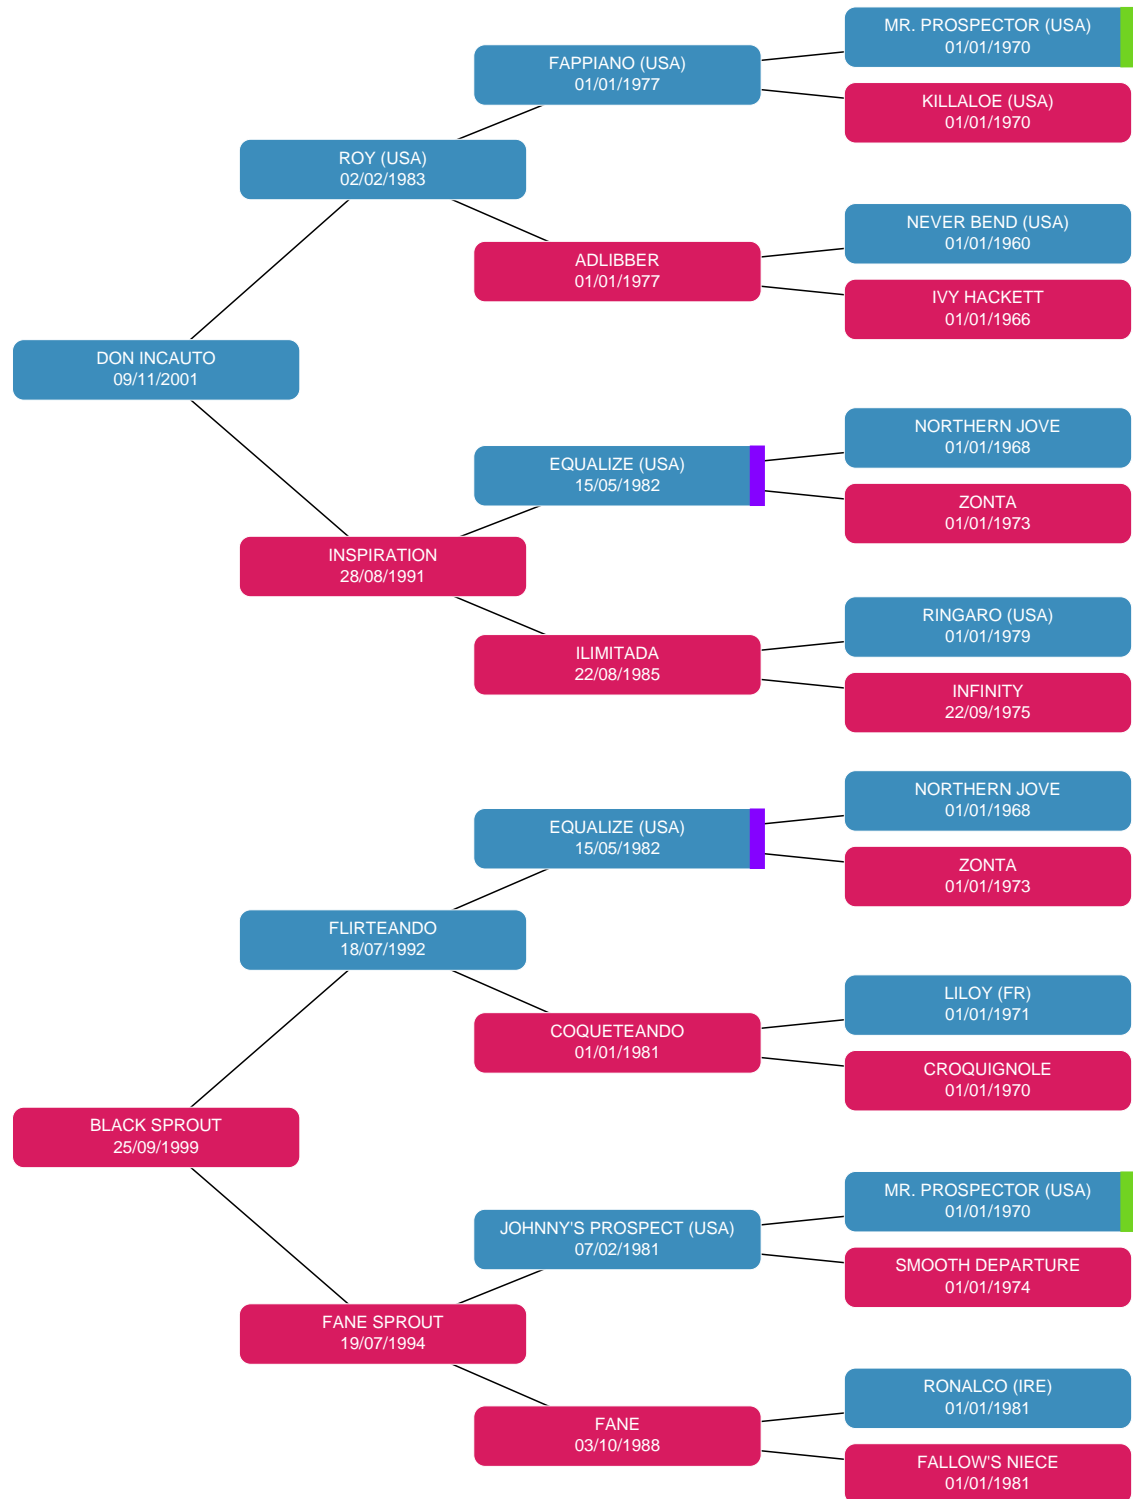 MR. PROSPECTOR (USA)
01/01/1970
FAPPIANO (USA)
01/01/1977
KILLALOE (USA)
01/01/1970
ROY (USA)
02/02/1983
NEVER BEND (USA)
01/01/1960
ADLIBBER
01/01/1977
IVY HACKETT
01/01/1966
DON INCAUTO
09/11/2001
NORTHERN JOVE
01/01/1968
EQUALIZE (USA)
15/05/1982
ZONTA
01/01/1973
INSPIRATION
28/08/1991
RINGARO (USA)
01/01/1979
ILIMITADA
22/08/1985
INFINITY
22/09/1975
NORTHERN JOVE
01/01/1968
EQUALIZE (USA)
15/05/1982
ZONTA
01/01/1973
FLIRTEANDO
18/07/1992
LILOY (FR)
01/01/1971
COQUETEANDO
01/01/1981
CROQUIGNOLE
01/01/1970
BLACK SPROUT
25/09/1999
MR. PROSPECTOR (USA)
01/01/1970
JOHNNY'S PROSPECT (USA)
07/02/1981
SMOOTH DEPARTURE
01/01/1974
FANE SPROUT
19/07/1994
RONALCO (IRE)
01/01/1981
FANE
03/10/1988
FALLOW'S NIECE
01/01/1981